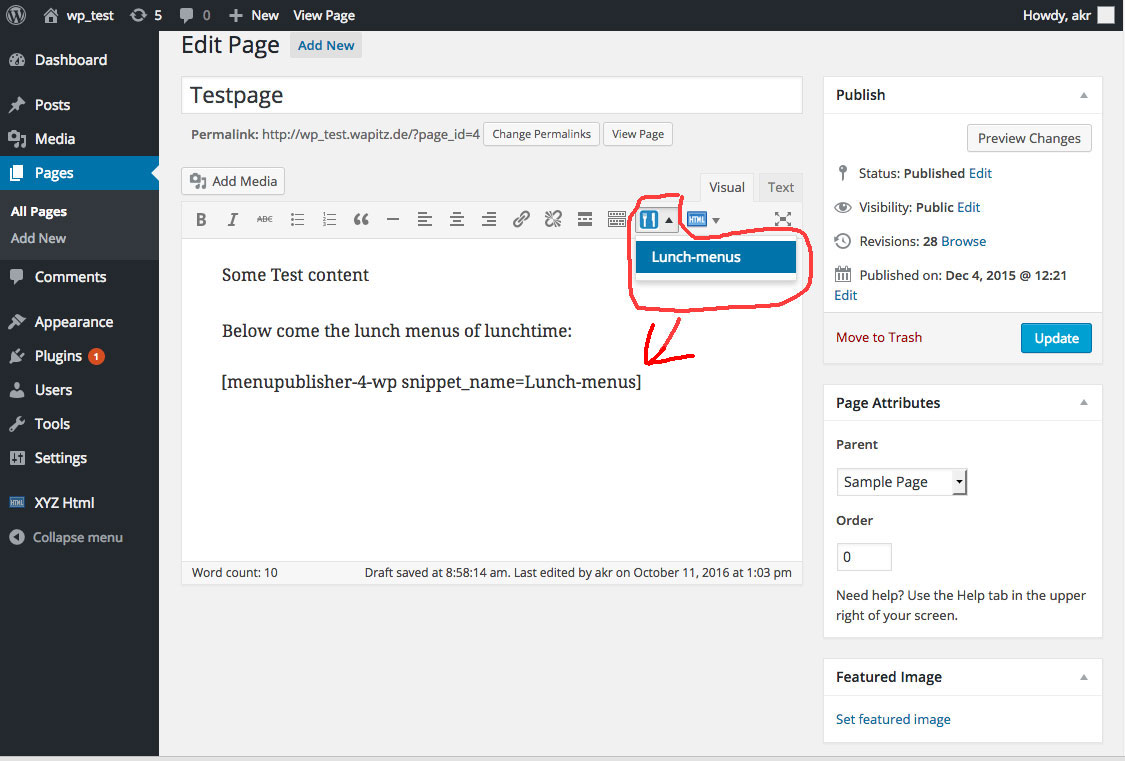 wp_test 5 0 New View Page Howdy, akr
Dashboard
Posts
Media
Pages
All Pages
Add New
Comments
Appearance
Plugins 1
Users
Tools
Settings
XYZ Html
Collapse menu
Edit Page Add New
Testpage
Permalink: http://wp_test.wapitz.de/?page_id=4 Change Permalinks View Page
Add Media
Visual Text
B I ABC HTML
Lunch-menus
Some Test content
Below come the lunch menus of lunchtime:
[menupublisher-4-wp snippet_name=Lunch-menus]
Word count: 10 Draft saved at 8:58:14 am. Last edited by akr on October 11, 2016 at 1:03 pm
Publish
Preview Changes
Status: Published Edit
Visibility: Public Edit
Revisions: 28 Browse
Published on: Dec 4, 2015 @ 12:21
Edit
Move to Trash Update
Page Attributes
Parent
Sample Page
Order
0
Need help? Use the Help tab in the upper
right of your screen.
Featured Image
Set featured image